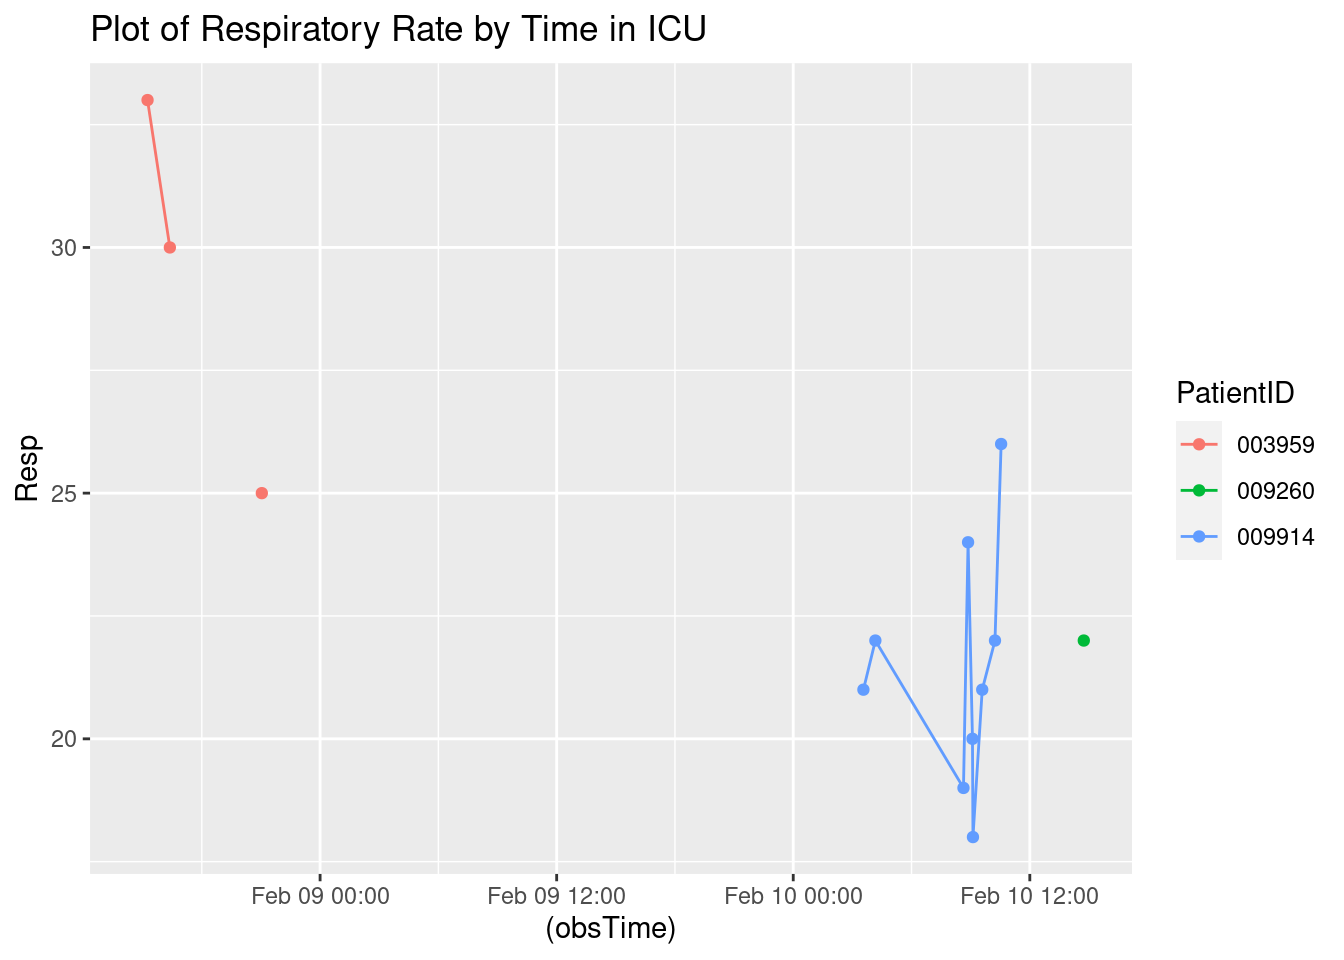 Plot of Respiratory Rate by Time in ICU
Resp
30
25
20
Feb 09 00:00 Feb 09 12:00 Feb 10 00:00 Feb 10 12:00
(obsTime)
PatientID
003959
009260
009914